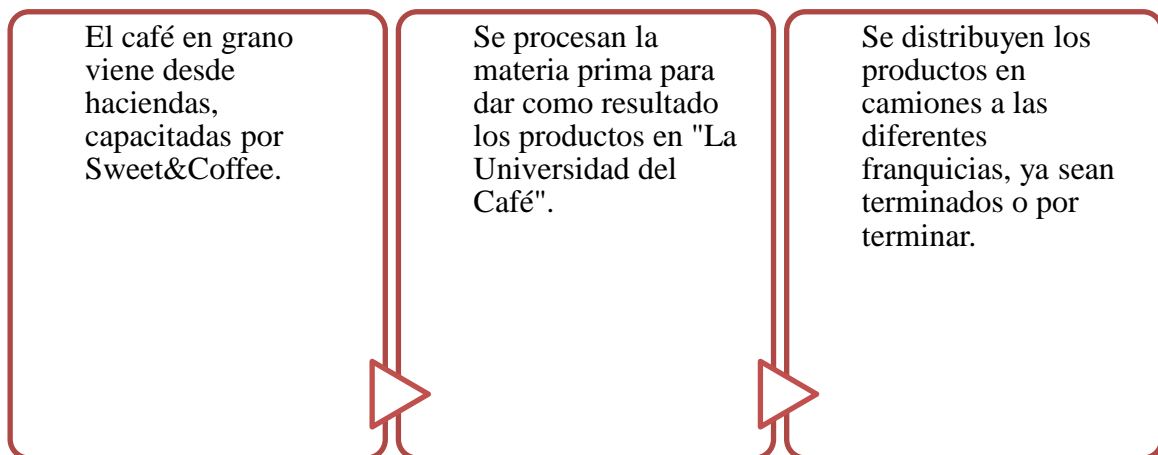 El café en grano
viene desde
haciendas,
capacitadas por
Sweet&Coffee.
Se procesan la
materia prima para
dar como resultado
los productos en "La
Universidad del
Café".
Se distribuyen los
productos en
camiones a las
diferentes
franquicias, ya sean
terminados o por
terminar.